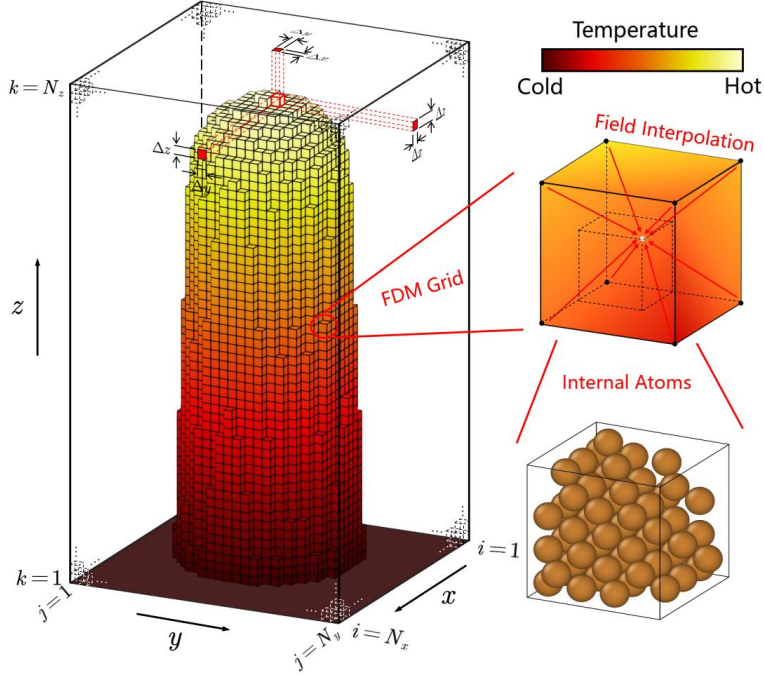 Temperature
Cold
Hot
Field Interpolation
k = N_z
Δz
Δy
z
FDM Grid
Internal Atoms
k = 1
j = 1
y
j = N_y
i = N_x
x
i = 1